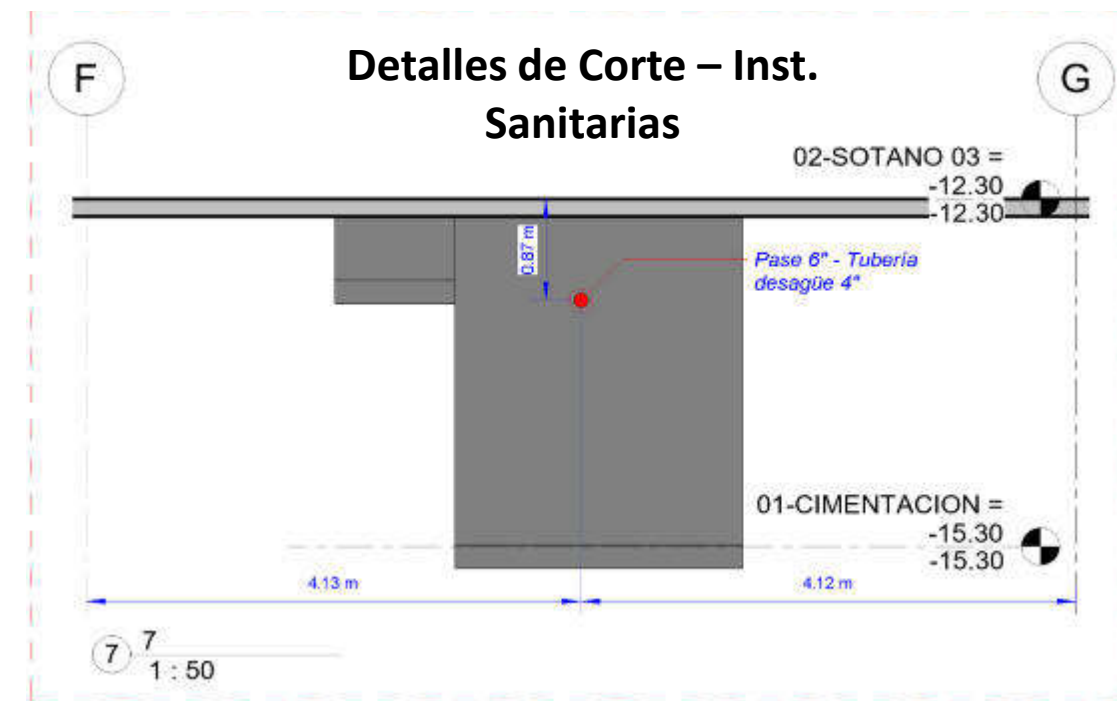 Detalles de Corte – Inst.
Sanitarias
F
G
02-SOTANO 03 =
-12.30
-12.30
0.87 m
Pase 6" - Tubería
desagüe 4"
01-CIMENTACION =
-15.30
-15.30
4.13 m
4.12 m
7
7
1 : 50